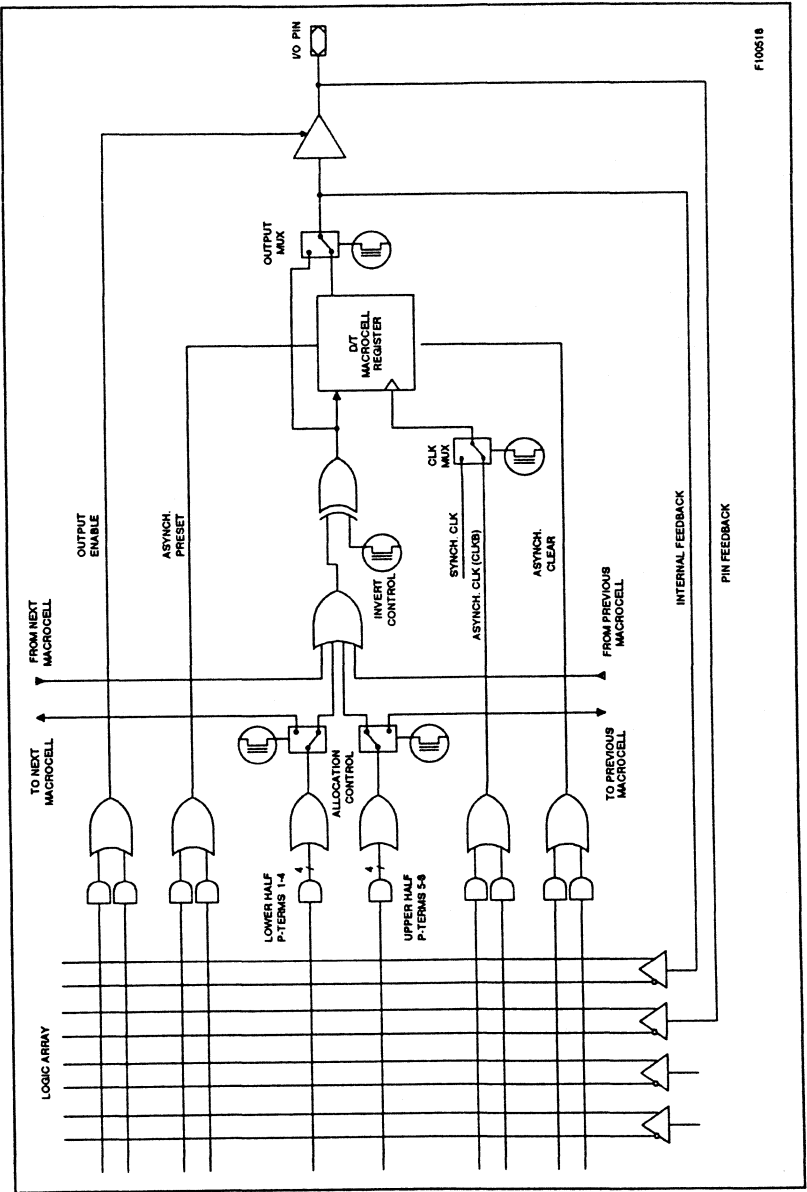 LOGIC ARRAY
TO NEXT
MACROCELL
FROM NEXT
MACROCELL
OUTPUT
ENABLE
ASYNCH.
PRESET
LOWER HALF
P-TERMS 1-4
4
ALLOCATION
CONTROL
UPPER HALF
P-TERMS 5-8
4
INVERT
CONTROL
OUTPUT
MUX
I/O PIN
D/T
MACROCELL
REGISTER
CLK
MUX
SYNCH. CLK
ASYNCH. CLK (CLKB)
ASYNCH.
CLEAR
TO PREVIOUS
MACROCELL
FROM PREVIOUS
MACROCELL
INTERNAL FEEDBACK
PIN FEEDBACK
F100518